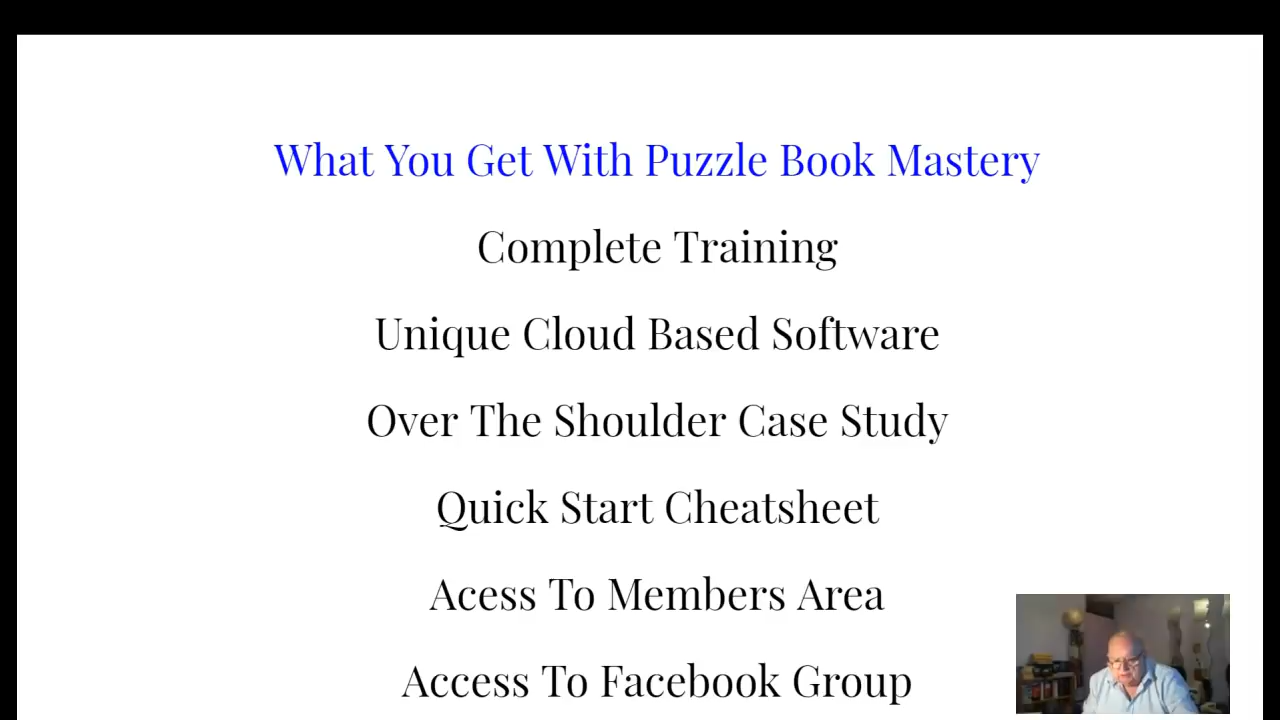 What You Get With Puzzle Book Mastery
Complete Training
Unique Cloud Based Software
Over The Shoulder Case Study
Quick Start Cheatsheet
Acess To Members Area
Access To Facebook Group